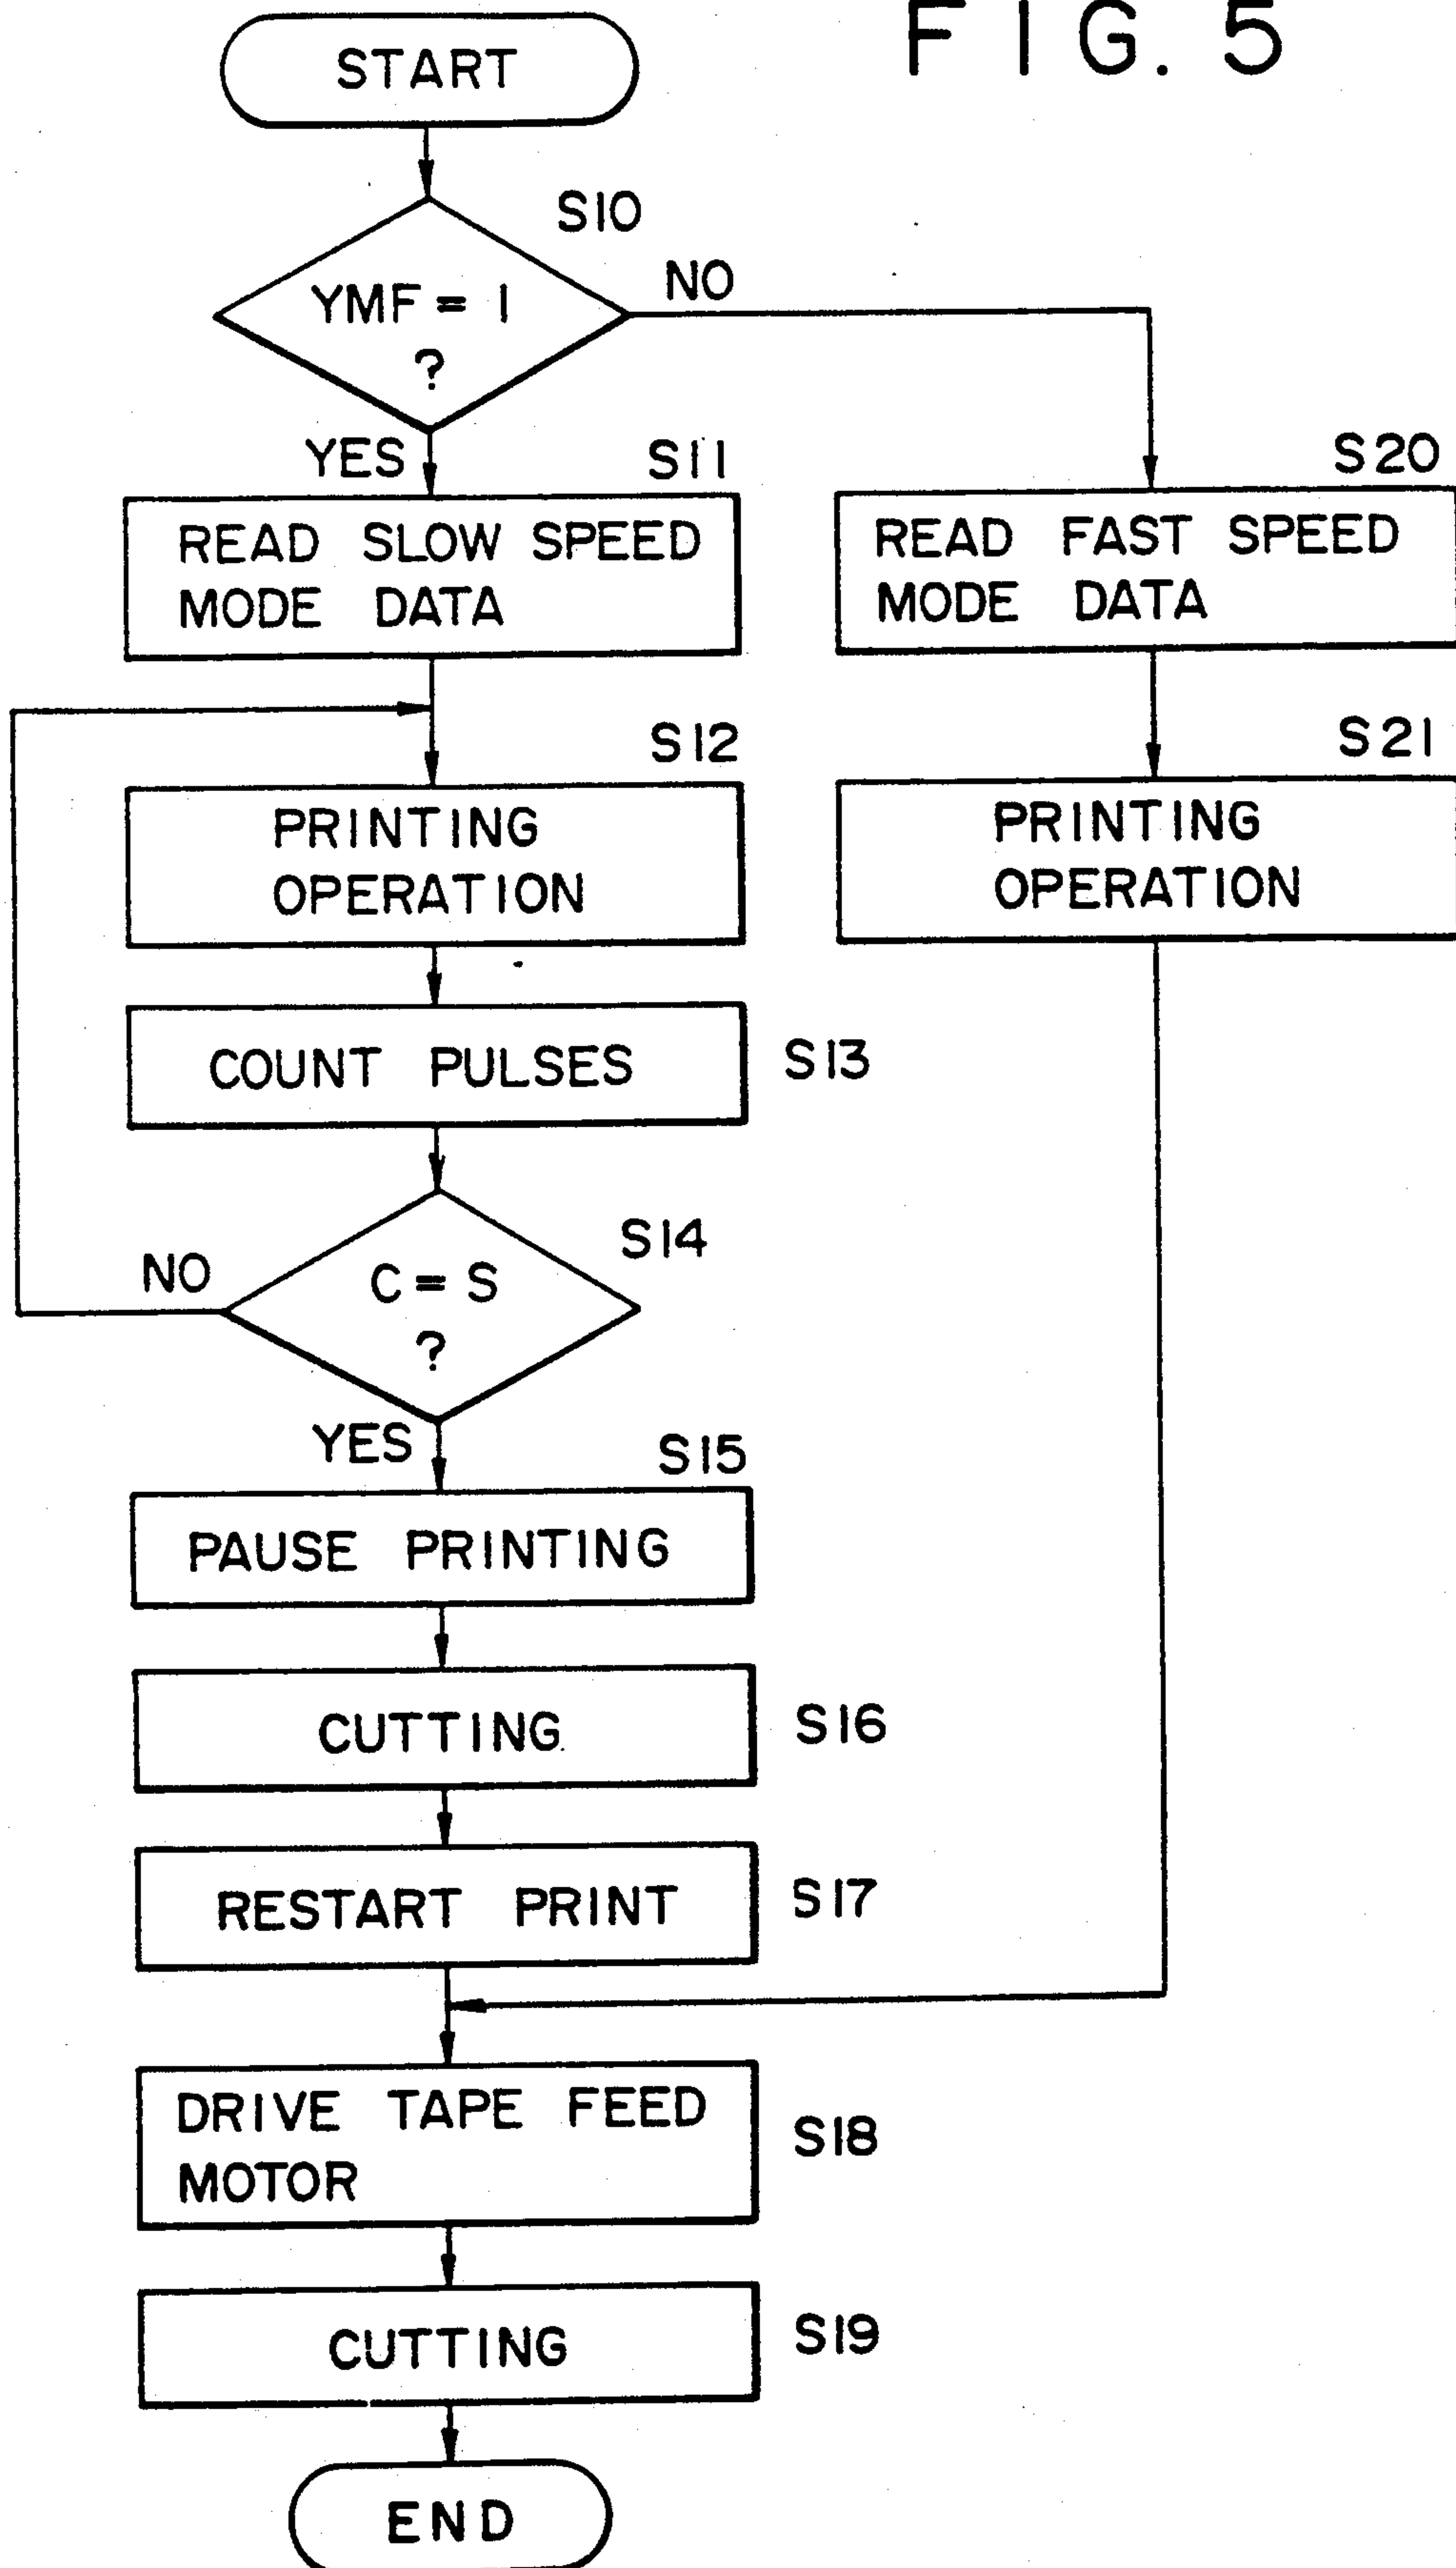 FIG. 5
START
S10
YMF = 1
?
NO
YES
S11
READ SLOW SPEED
MODE DATA
S20
READ FAST SPEED
MODE DATA
S12
PRINTING
OPERATION
S21
PRINTING
OPERATION
COUNT PULSES
S13
S14
NO
C = S
?
YES
S15
PAUSE PRINTING
CUTTING
S16
RESTART PRINT
S17
DRIVE TAPE FEED
MOTOR
S18
CUTTING
S19
END